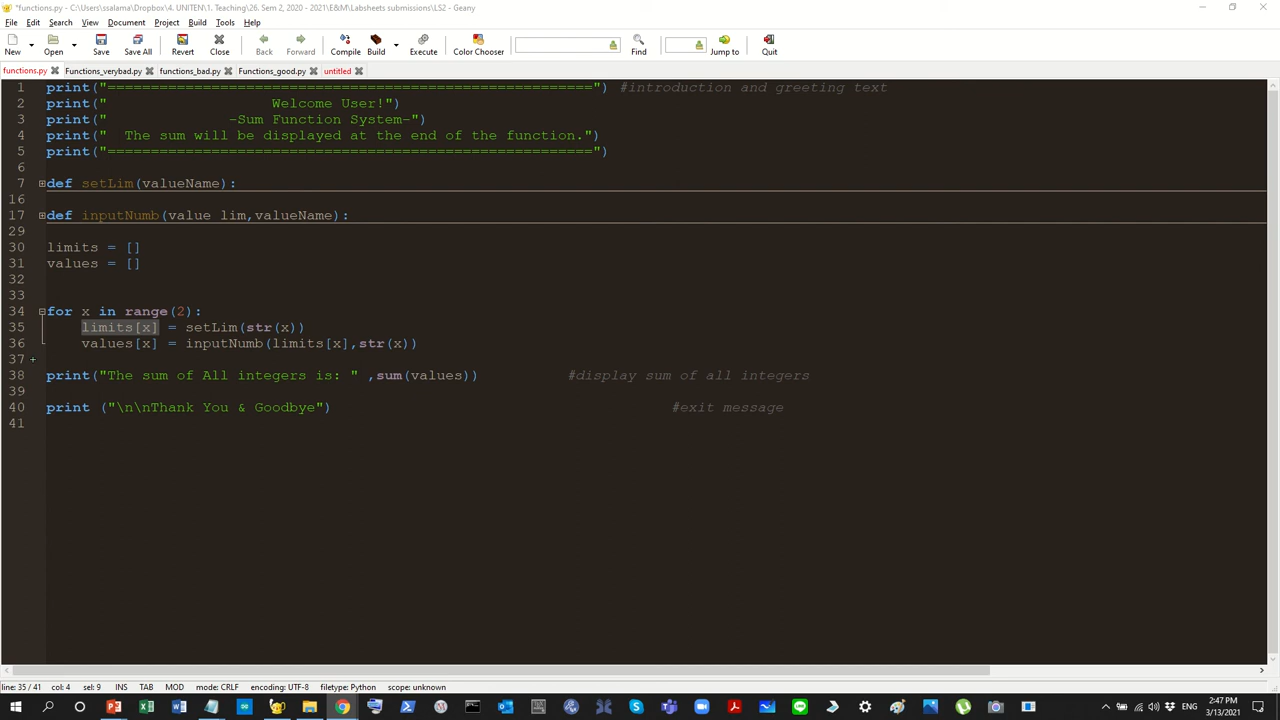 *functions.py - C:\Users\ssalama\Dropbox\4. UNITEN\1. Teaching\26. Sem 2, 2020 - 2021\E&M\Labsheets submissions\LS2 - Geany
File Edit Search View Document Project Build Tools Help
New Open Save Save All Revert Close Back Forward Compile Build Execute Color Chooser Find Jump to Quit
functions.py Functions_verybad.py functions_bad.py Functions_good.py untitled
1 print("========================================================") #introduction and greeting text
2 print("                   Welcome User!")
3 print("              -Sum Function System-")
4 print("  The sum will be displayed at the end of the function.")
5 print("========================================================")
6
7 def setLim(valueName):
16
17 def inputNumb(value lim,valueName):
29
30 limits = []
31 values = []
32
33
34 for x in range(2):
35     limits[x] = setLim(str(x))
36     values[x] = inputNumb(limits[x],str(x))
37
38 print("The sum of All integers is: " ,sum(values))          #display sum of all integers
39
40 print ("\n\nThank You & Goodbye")                                       #exit message
41
line: 35 / 41 col: 4 sel: 9 INS TAB MOD mode: CRLF encoding: UTF-8 filetype: Python scope: unknown
ENG
2:47 PM
3/13/2021